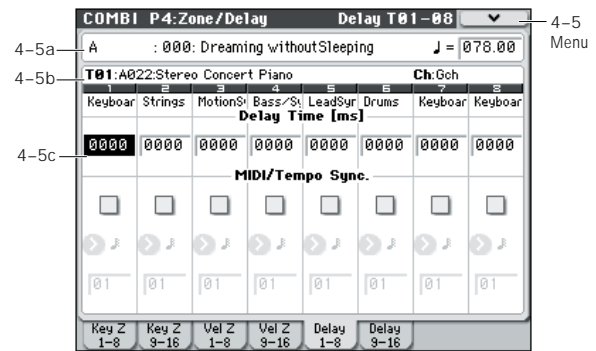 COMBI P4:Zone/Delay Delay T01-08
4-5
Menu
4-5a
A :000: Dreaming withoutSleeping ♩= 078.00
4-5b
T01:A022:Stereo Concert Piano Ch:Gch
1 2 3 4 5 6 7 8
Keyboar Strings MotionS Bass/Sy LeadSyr Drums Keyboar Keyboar
Delay Time [ms]
4-5c
0000 0000 0000 0000 0000 0000 0000 0000
MIDI/Tempo Sync.
01 01 01 01 01 01 01 01
Key Z 1-8 Key Z 9-16 Vel Z 1-8 Vel Z 9-16 Delay 1-8 Delay 9-16